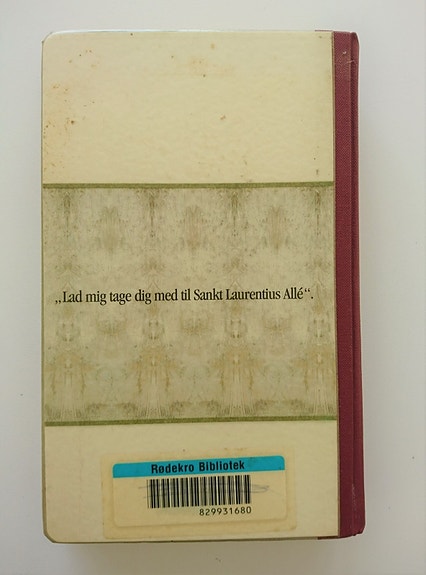 „Lad mig tage dig med til Sankt Laurentius Allé“.
Rødekro Bibliotek
829931680